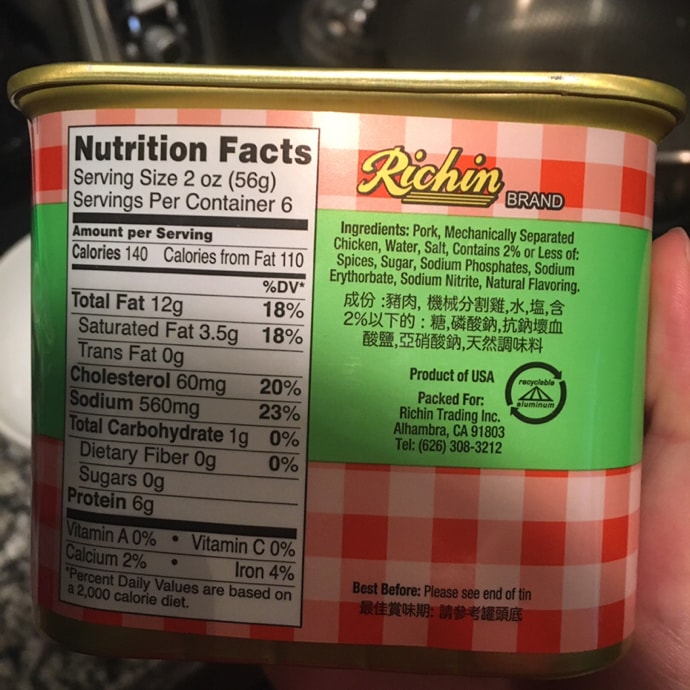 Nutrition Facts
Serving Size 2 oz (56g)
Servings Per Container 6
Amount per Serving
Calories 140 Calories from Fat 110
%DV*
Total Fat 12g 18%
Saturated Fat 3.5g 18%
Trans Fat 0g
Cholesterol 60mg 20%
Sodium 560mg 23%
Total Carbohydrate 1g 0%
Dietary Fiber 0g 0%
Sugars 0g
Protein 6g
Vitamin A 0% • Vitamin C 0%
Calcium 2% • Iron 4%
*Percent Daily Values are based on
a 2,000 calorie diet.
Richin BRAND
Ingredients: Pork, Mechanically Separated
Chicken, Water, Salt, Contains 2% or Less of:
Spices, Sugar, Sodium Phosphates, Sodium
Erythorbate, Sodium Nitrite, Natural Flavoring.
成份:豬肉, 機械分割雞,水,塩,含
2%以下的:糖,磷酸鈉,抗鈉壞血
酸鹽,亞硝酸鈉,天然調味料
Product of USA
recyclable
aluminum
Packed For:
Richin Trading Inc.
Alhambra, CA 91803
Tel: (626) 308-3212
Best Before: Please see end of tin
最佳賞味期: 請參考罐頭底